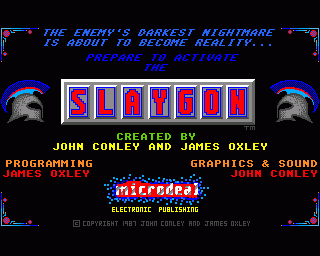 THE ENEMY'S DARKEST NIGHTMARE
IS ABOUT TO BECOME REALITY...
PREPARE TO ACTIVATE
THE
SLAYGON
TM
CREATED BY
JOHN CONLEY AND JAMES OXLEY
PROGRAMMING
JAMES OXLEY
GRAPHICS & SOUND
JOHN CONLEY
microdeal
ELECTRONIC PUBLISHING
© COPYRIGHT 1987 JOHN CONLEY AND JAMES OXLEY